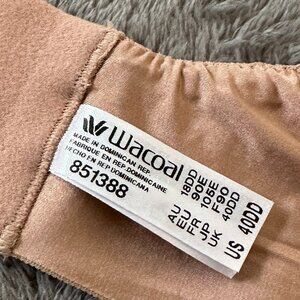 Wacoal
MADE IN DOMINICAN REP.
FABRIQUE EN REP. DOMINICAINE
HECHO EN REP. DOMINICANA
851388
AU 18DD
EF 90E
FR 105E
JP F90
UK 40DD
US 40DD